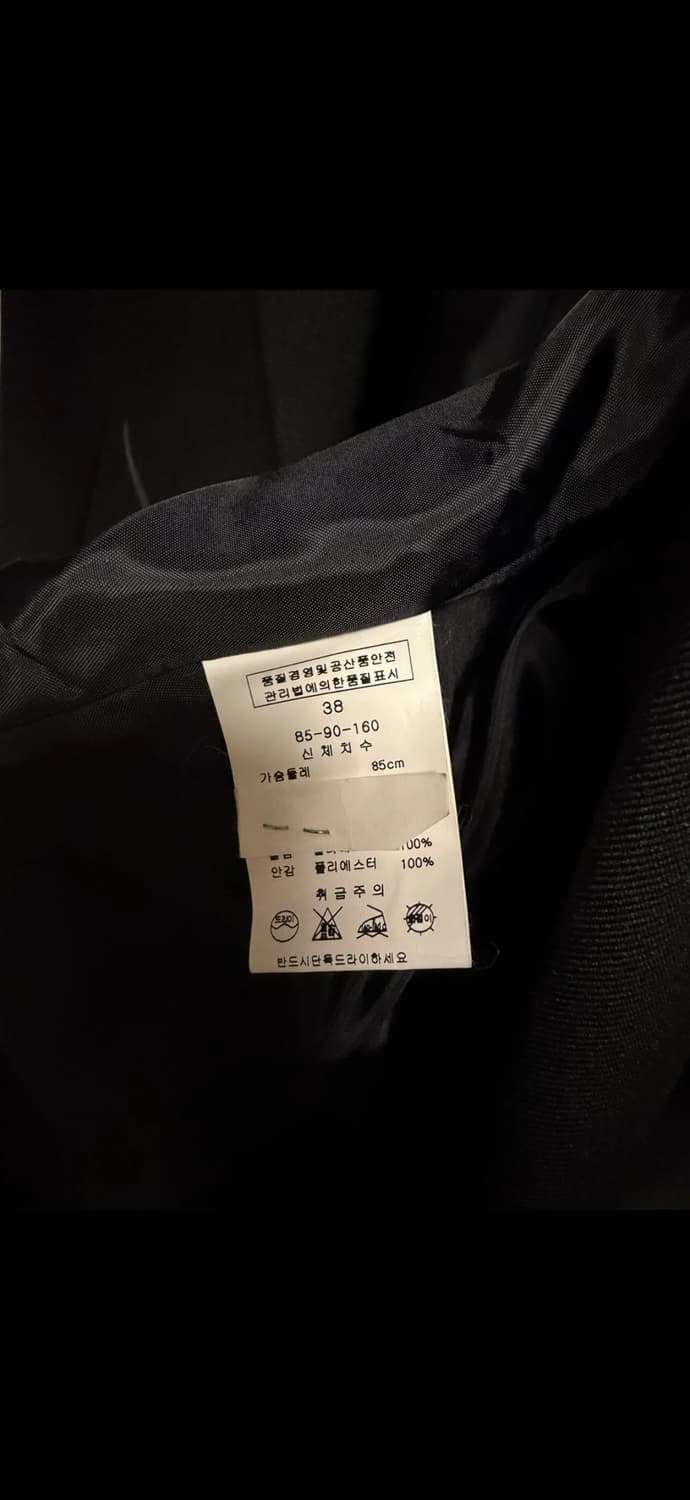 품질경영및공산품안전
관리법에의한품질표시
38
85-90-160
신 체 치 수
가슴둘레 85cm
100%
안감 폴리에스터 100%
취 급 주 의
드라이
반드시단독드라이하세요